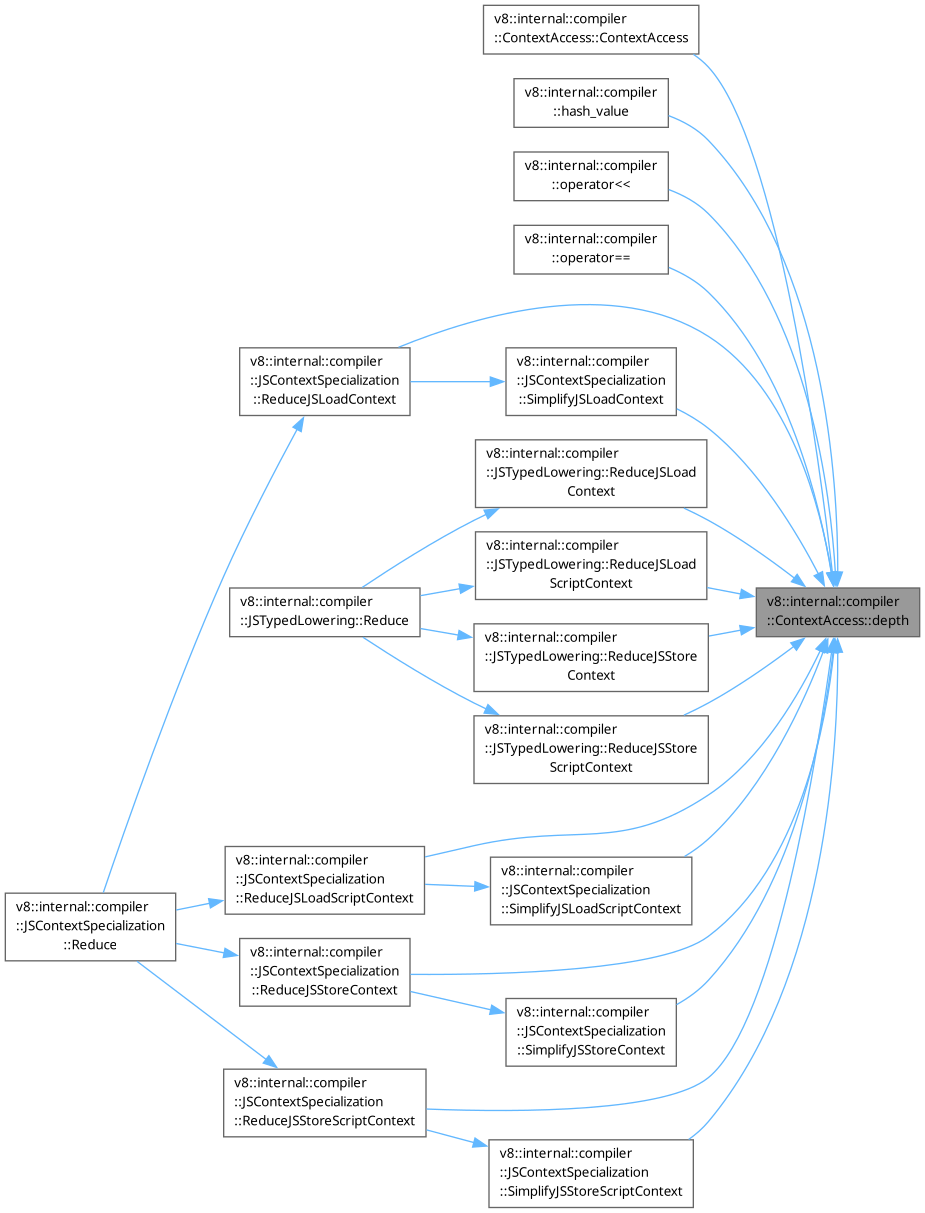 v8::internal::compiler
::ContextAccess::ContextAccess
v8::internal::compiler
::hash_value
v8::internal::compiler
::operator<<
v8::internal::compiler
::operator==
v8::internal::compiler
::JSContextSpecialization
::ReduceJSLoadContext
v8::internal::compiler
::JSContextSpecialization
::SimplifyJSLoadContext
v8::internal::compiler
::JSTypedLowering::ReduceJSLoad
Context
v8::internal::compiler
::JSTypedLowering::ReduceJSLoad
ScriptContext
v8::internal::compiler
::JSTypedLowering::Reduce
v8::internal::compiler
::ContextAccess::depth
v8::internal::compiler
::JSTypedLowering::ReduceJSStore
Context
v8::internal::compiler
::JSTypedLowering::ReduceJSStore
ScriptContext
v8::internal::compiler
::JSContextSpecialization
::ReduceJSLoadScriptContext
v8::internal::compiler
::JSContextSpecialization
::SimplifyJSLoadScriptContext
v8::internal::compiler
::JSContextSpecialization
::Reduce
v8::internal::compiler
::JSContextSpecialization
::ReduceJSStoreContext
v8::internal::compiler
::JSContextSpecialization
::SimplifyJSStoreContext
v8::internal::compiler
::JSContextSpecialization
::ReduceJSStoreScriptContext
v8::internal::compiler
::JSContextSpecialization
::SimplifyJSStoreScriptContext